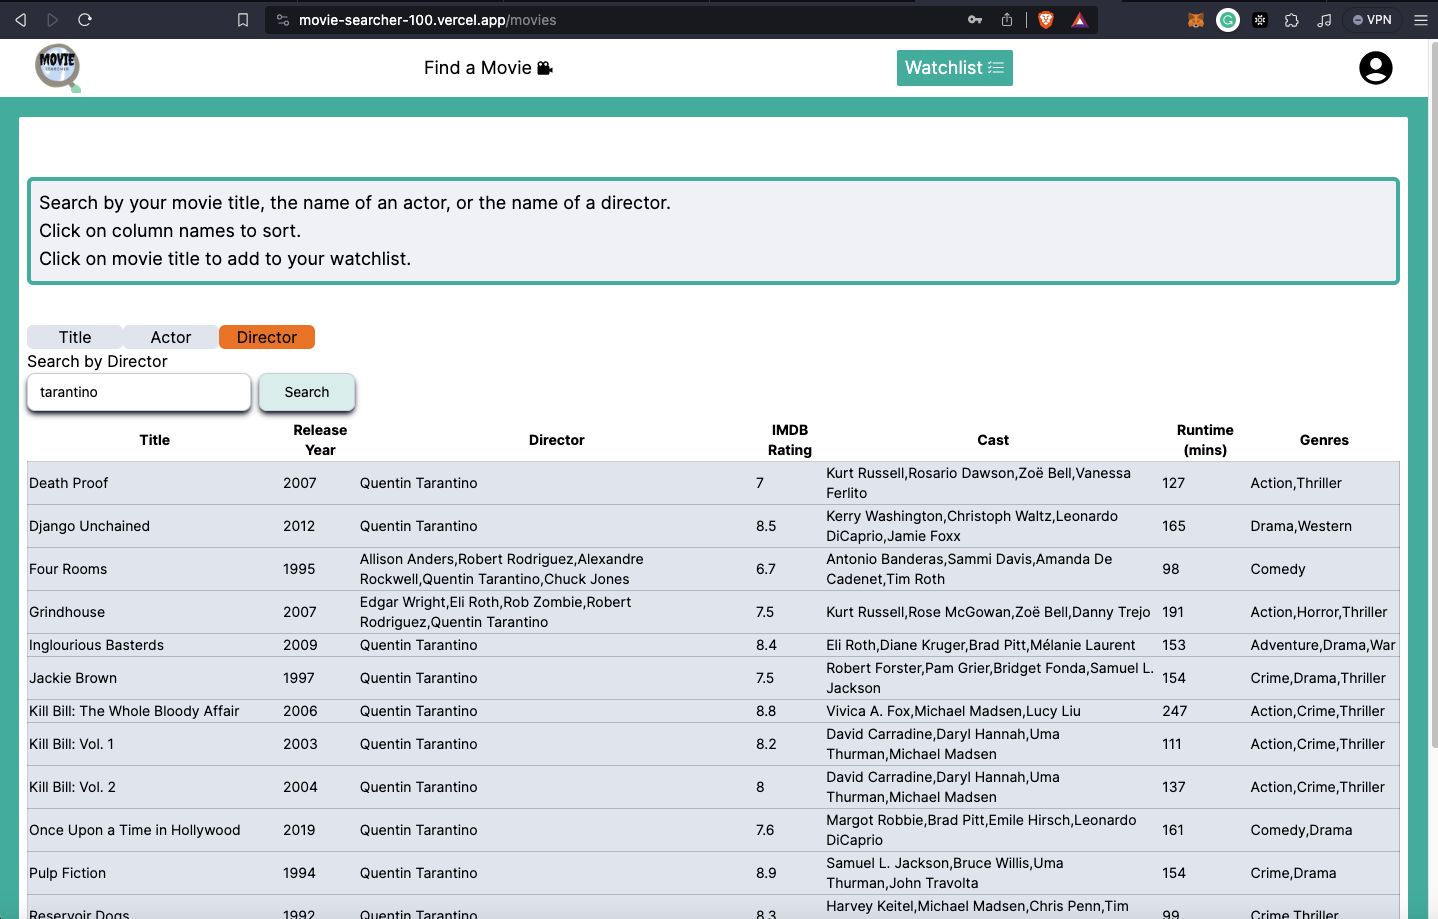 movie-searcher-100.vercel.app/movies
VPN
MOVIE
SEARCHER
Find a Movie
Watchlist
Search by your movie title, the name of an actor, or the name of a director.
Click on column names to sort.
Click on movie title to add to your watchlist.
Title Actor Director
Search by Director
tarantino Search
Title Release Year Director IMDB Rating Cast Runtime (mins) Genres
Death Proof 2007 Quentin Tarantino 7 Kurt Russell,Rosario Dawson,Zoë Bell,Vanessa Ferlito 127 Action,Thriller
Django Unchained 2012 Quentin Tarantino 8.5 Kerry Washington,Christoph Waltz,Leonardo DiCaprio,Jamie Foxx 165 Drama,Western
Four Rooms 1995 Allison Anders,Robert Rodriguez,Alexandre Rockwell,Quentin Tarantino,Chuck Jones 6.7 Antonio Banderas,Sammi Davis,Amanda De Cadenet,Tim Roth 98 Comedy
Grindhouse 2007 Edgar Wright,Eli Roth,Rob Zombie,Robert Rodriguez,Quentin Tarantino 7.5 Kurt Russell,Rose McGowan,Zoë Bell,Danny Trejo 191 Action,Horror,Thriller
Inglourious Basterds 2009 Quentin Tarantino 8.4 Eli Roth,Diane Kruger,Brad Pitt,Mélanie Laurent 153 Adventure,Drama,War
Jackie Brown 1997 Quentin Tarantino 7.5 Robert Forster,Pam Grier,Bridget Fonda,Samuel L. Jackson 154 Crime,Drama,Thriller
Kill Bill: The Whole Bloody Affair 2006 Quentin Tarantino 8.8 Vivica A. Fox,Michael Madsen,Lucy Liu 247 Action,Crime,Thriller
Kill Bill: Vol. 1 2003 Quentin Tarantino 8.2 David Carradine,Daryl Hannah,Uma Thurman,Michael Madsen 111 Action,Crime,Thriller
Kill Bill: Vol. 2 2004 Quentin Tarantino 8 David Carradine,Daryl Hannah,Uma Thurman,Michael Madsen 137 Action,Crime,Thriller
Once Upon a Time in Hollywood 2019 Quentin Tarantino 7.6 Margot Robbie,Brad Pitt,Emile Hirsch,Leonardo DiCaprio 161 Comedy,Drama
Pulp Fiction 1994 Quentin Tarantino 8.9 Samuel L. Jackson,Bruce Willis,Uma Thurman,John Travolta 154 Crime,Drama
Reservoir Dogs 1992 Quentin Tarantino 8.3 Harvey Keitel,Michael Madsen,Chris Penn,Tim 99 Crime,Thriller